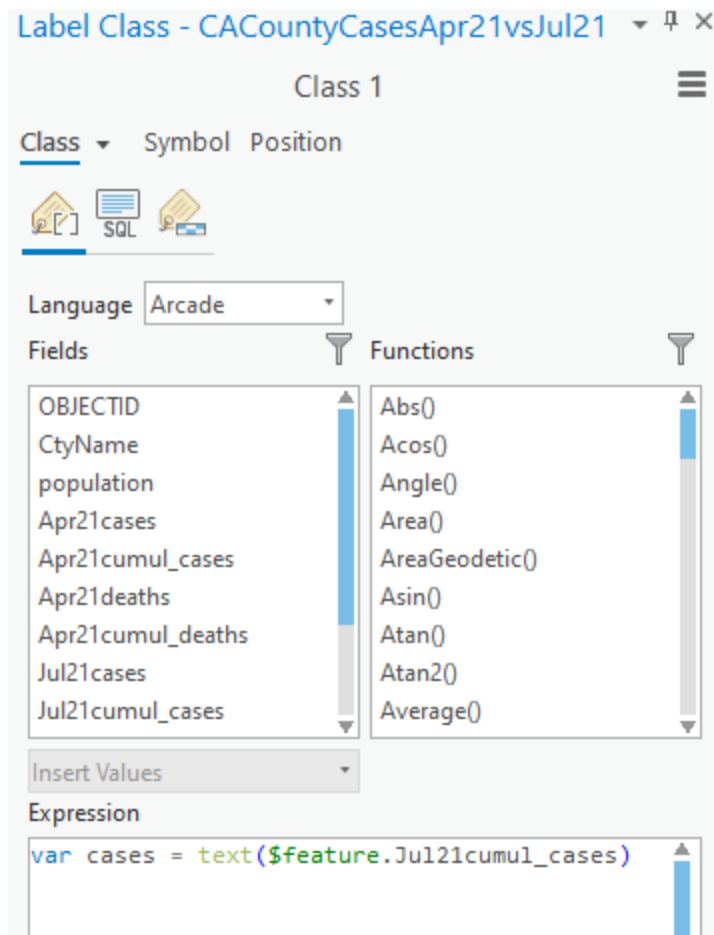 Label Class - CACountyCasesApr21vsJul21
Class 1
Class Symbol Position
SQL
Language Arcade
Fields Functions
OBJECTID Abs()
CtyName Acos()
population Angle()
Apr21cases Area()
Apr21cumul_cases AreaGeodetic()
Apr21deaths Asin()
Apr21cumul_deaths Atan()
Jul21cases Atan2()
Jul21cumul_cases Average()
Insert Values
Expression
var cases = text($feature.Jul21cumul_cases)